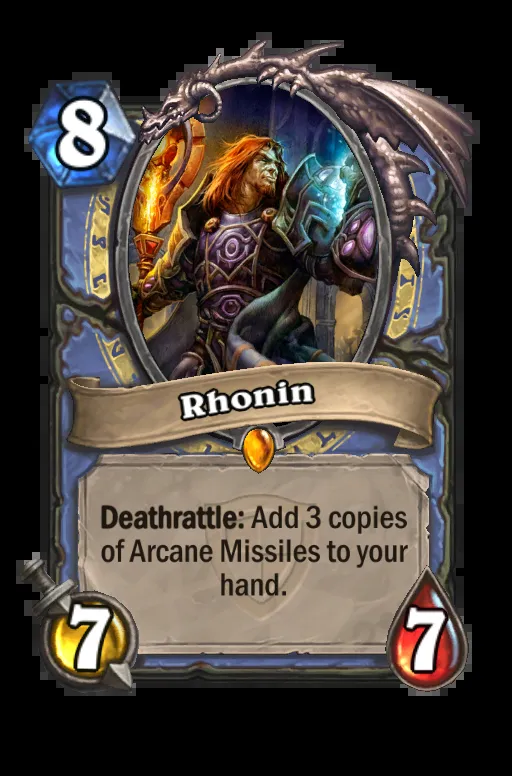 8
Rhonin
Deathrattle: Add 3 copies
of Arcane Missiles to your
hand.
7
7